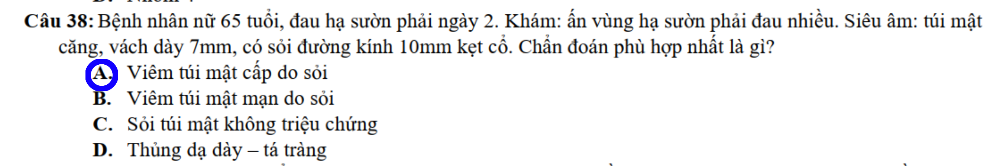 Câu 38: Bệnh nhân nữ 65 tuổi, đau hạ sườn phải ngày 2. Khám: ấn vùng hạ sườn phải đau nhiều. Siêu âm: túi mật
căng, vách dày 7mm, có sỏi đường kính 10mm kẹt cổ. Chẩn đoán phù hợp nhất là gì?
A. Viêm túi mật cấp do sỏi
B. Viêm túi mật mạn do sỏi
C. Sỏi túi mật không triệu chứng
D. Thủng dạ dày – tá tràng